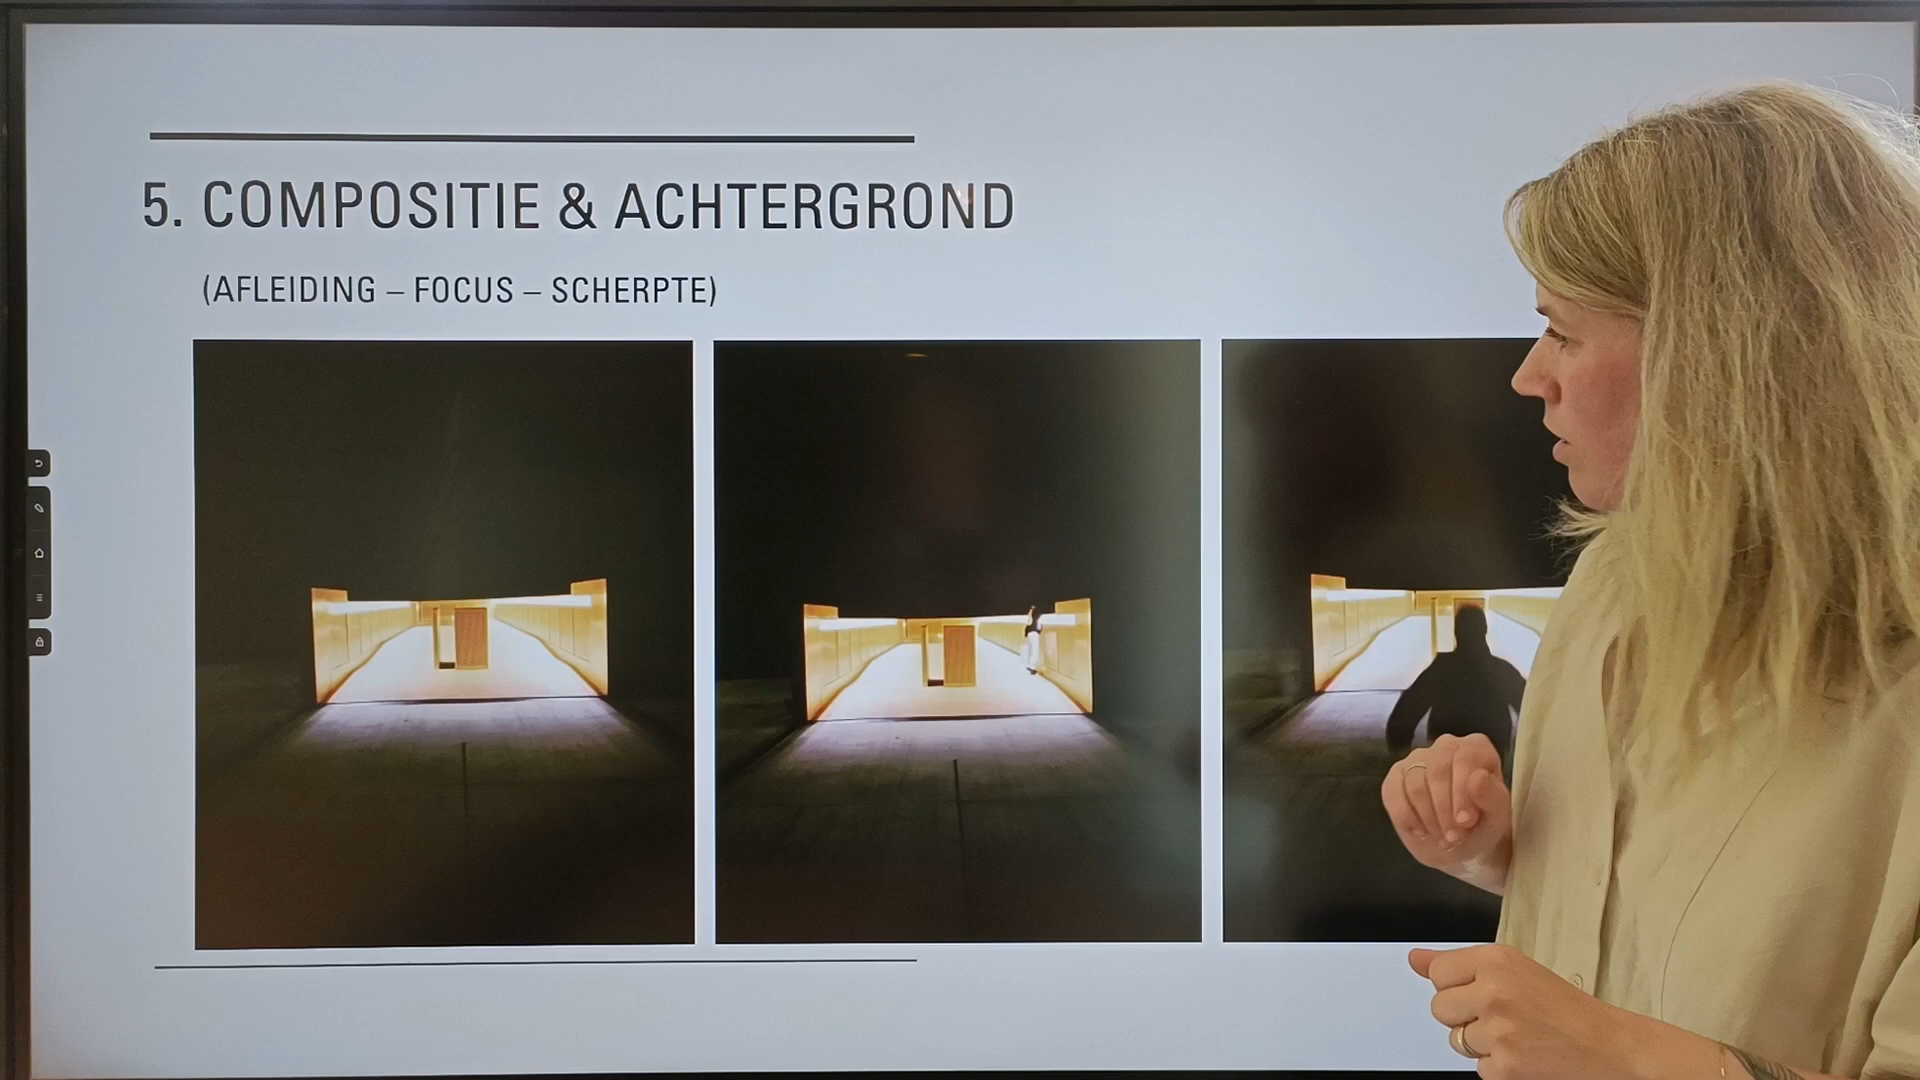 5. COMPOSITIE & ACHTERGROND
(AFLEIDING – FOCUS – SCHERPTE)